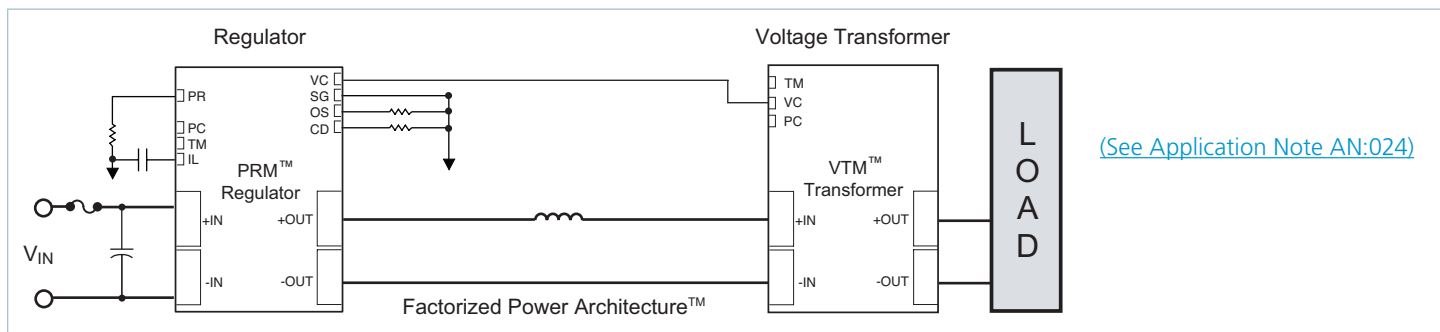 Regulator
Voltage Transformer
PR
PC
TM
IL
VC
SG
OS
CD
PRM™
Regulator
+IN
-IN
+OUT
-OUT
VIN
Factorized Power Architecture™
TM
VC
PC
VTM™
Transformer
+IN
-IN
+OUT
-OUT
LOAD
(See Application Note AN:024)